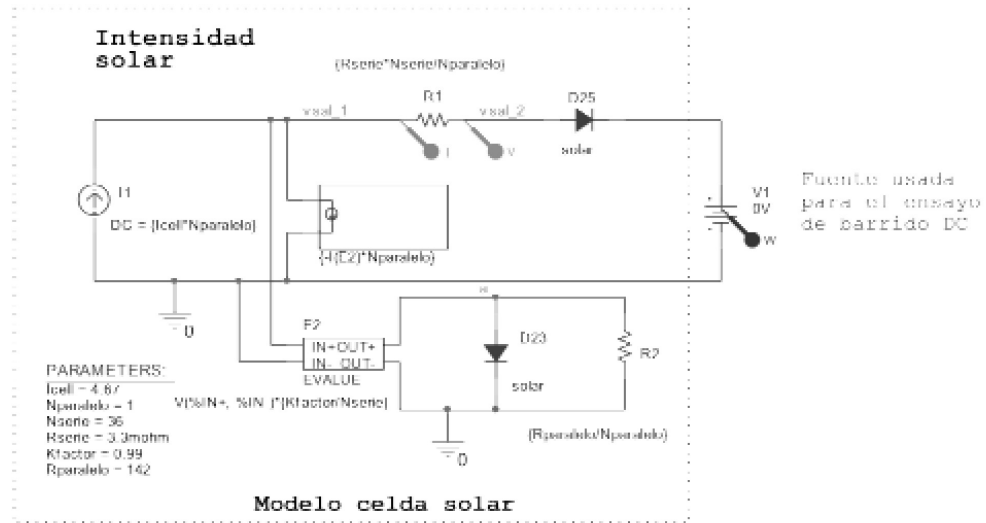 Intensidad
solar
{Rserie*Nserie/Nparalelo}
R1
D25
vsal_1
vsal_2
I
V
solar
I1
DC = {Icell*Nparalelo}
V1
0V
W
Fuente usada
para el ensayo
de barrido DC
{-I(E2)*Nparalelo}
0
E2
IN+OUT+
IN- OUT-
EVALUE
V(%IN+, %IN-)*{Kfactor/Nserie}
D23
solar
R2
{Rparalelo/Nparalelo}
0
PARAMETERS:
Icell = 4.67
Nparalelo = 1
Nserie = 36
Rserie = 3.3mohm
Kfactor = 0.99
Rparalelo = 142
Modelo celda solar